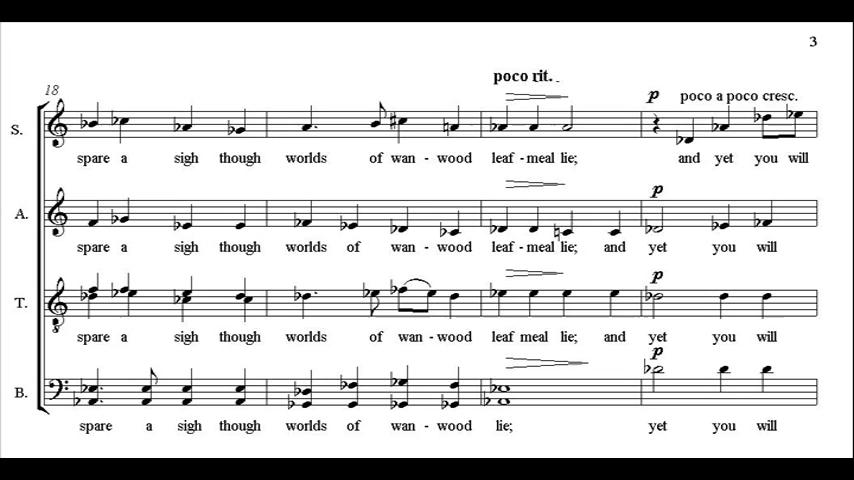 3
poco rit.
18
p poco a poco cresc.
S.
spare a sigh though worlds of wan - wood leaf - meal lie; and yet you will
p
A.
spare a sigh though worlds of wan - wood leaf - meal lie; and yet you will
p
T.
spare a sigh though worlds of wan - wood leaf meal lie; and yet you will
p
B.
spare a sigh though worlds of wan - wood lie; yet you will